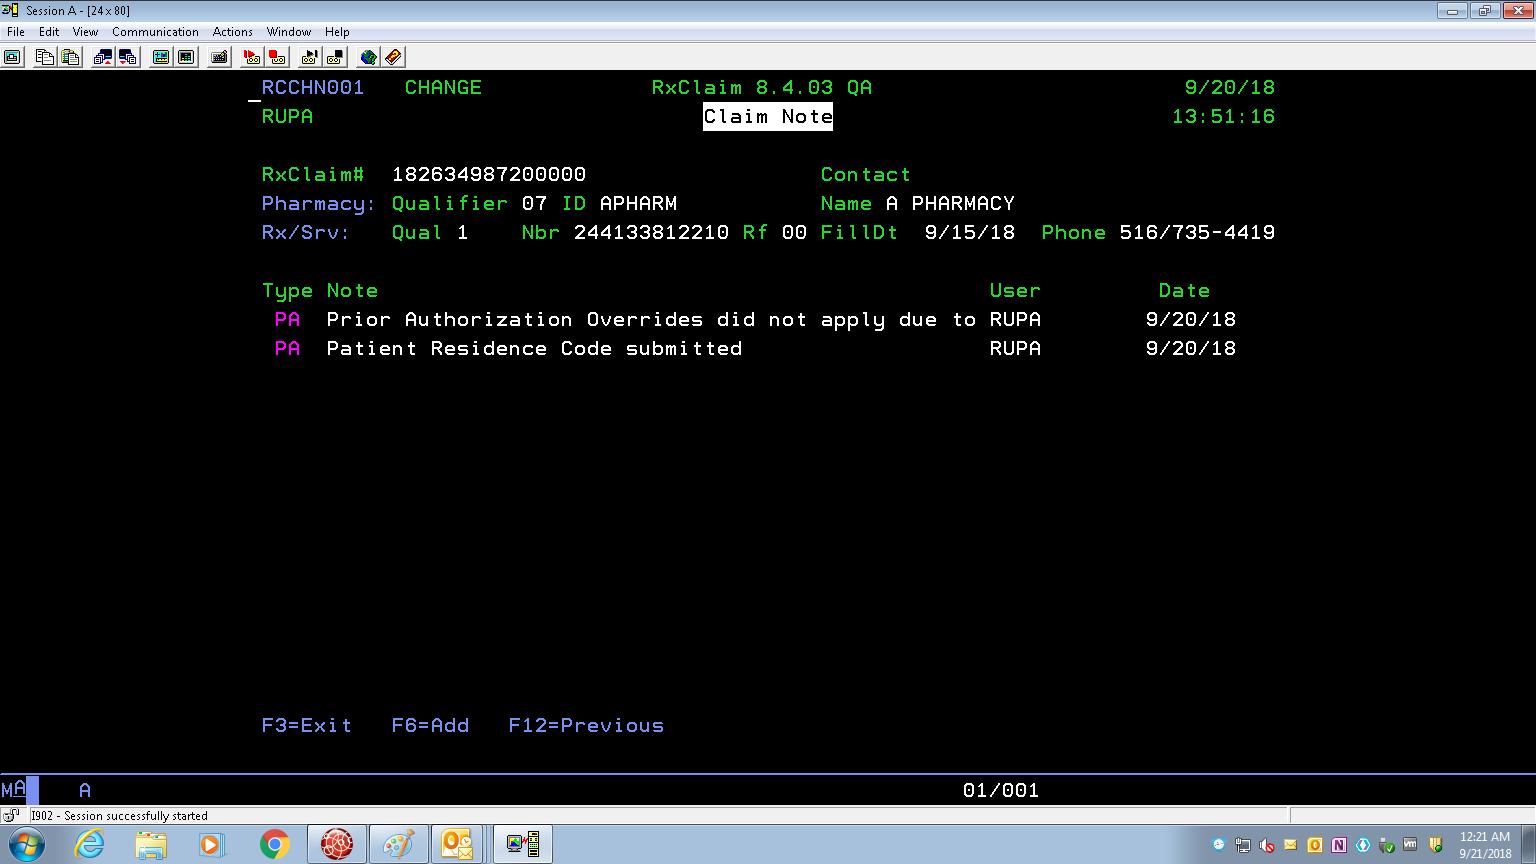 Session A - [24 x 80]
File Edit View Communication Actions Window Help
RCCHN001 CHANGE RxClaim 8.4.03 QA 9/20/18
RUPA Claim Note 13:51:16
RxClaim# 182634987200000 Contact
Pharmacy: Qualifier 07 ID APHARM Name A PHARMACY
Rx/Srv: Qual 1 Nbr 244133812210 Rf 00 FillDt 9/15/18 Phone 516/735-4419
Type Note User Date
PA Prior Authorization Overrides did not apply due to RUPA 9/20/18
PA Patient Residence Code submitted RUPA 9/20/18
F3=Exit F6=Add F12=Previous
MA A 01/001
I902 - Session successfully started
12:21 AM
9/21/2018